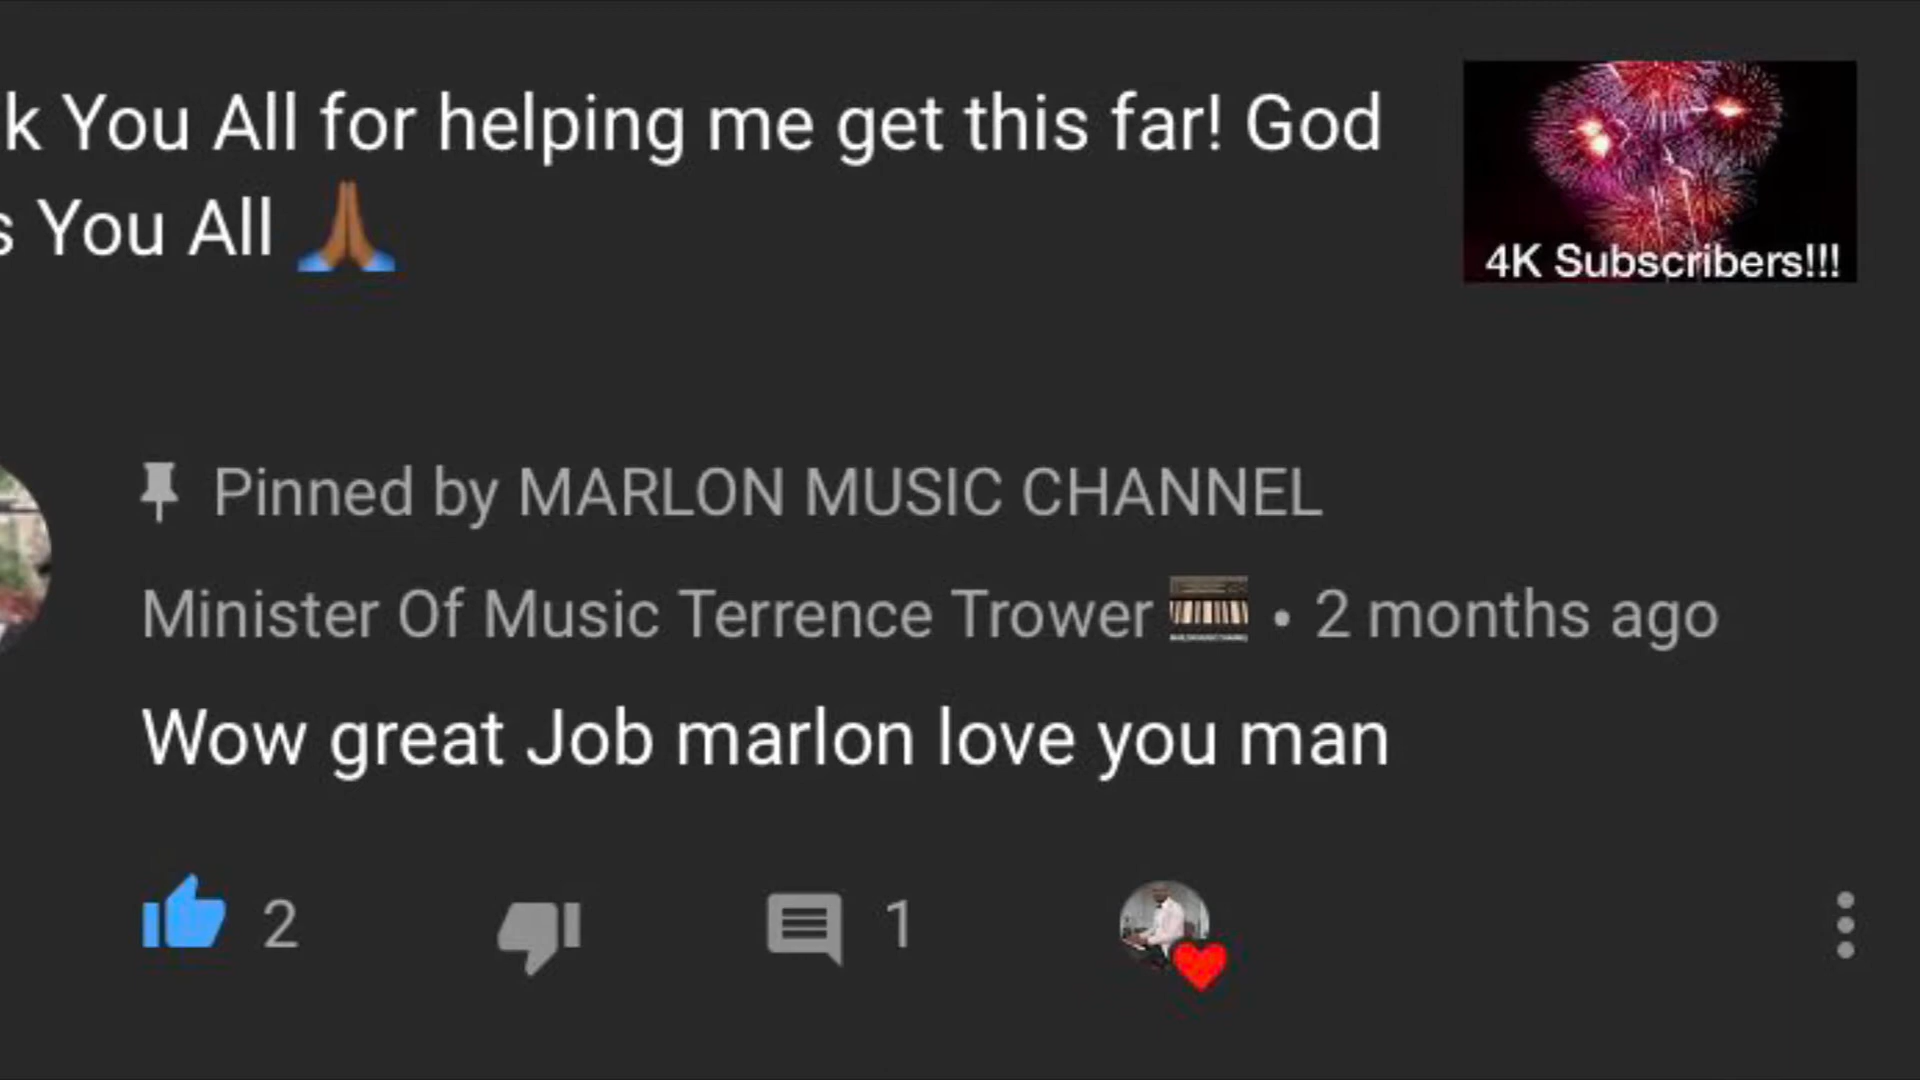 k You All for helping me get this far! God
s You All 🙏🏾
4K Subscribers!!!
Pinned by MARLON MUSIC CHANNEL
Minister Of Music Terrence Trower • 2 months ago
Wow great Job marlon love you man
2
1